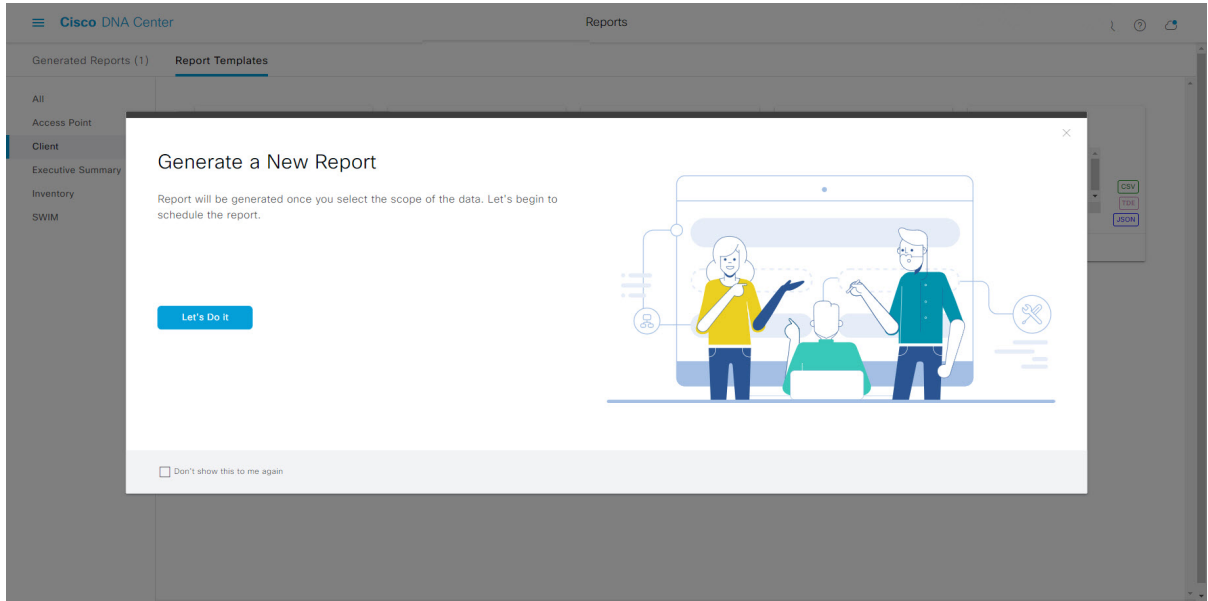 Cisco DNA Center
Reports
Generated Reports (1)
Report Templates
All
Access Point
Client
Executive Summary
Inventory
SWIM
Generate a New Report
Report will be generated once you select the scope of the data. Let's begin to
schedule the report.
Let's Do it
Don't show this to me again
CSV
TDE
JSON